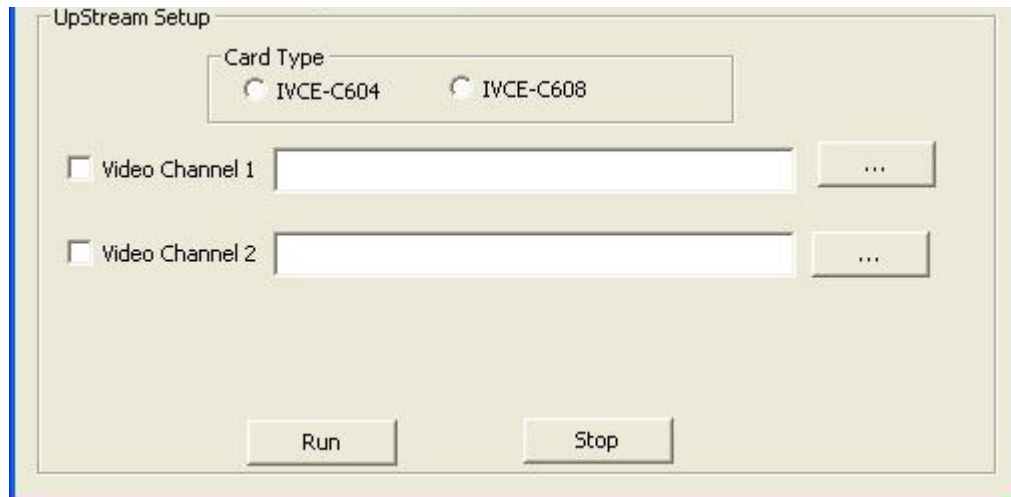 UpStream Setup
Card Type
IVCE-C604 IVCE-C608
Video Channel 1 ...
Video Channel 2 ...
Run Stop